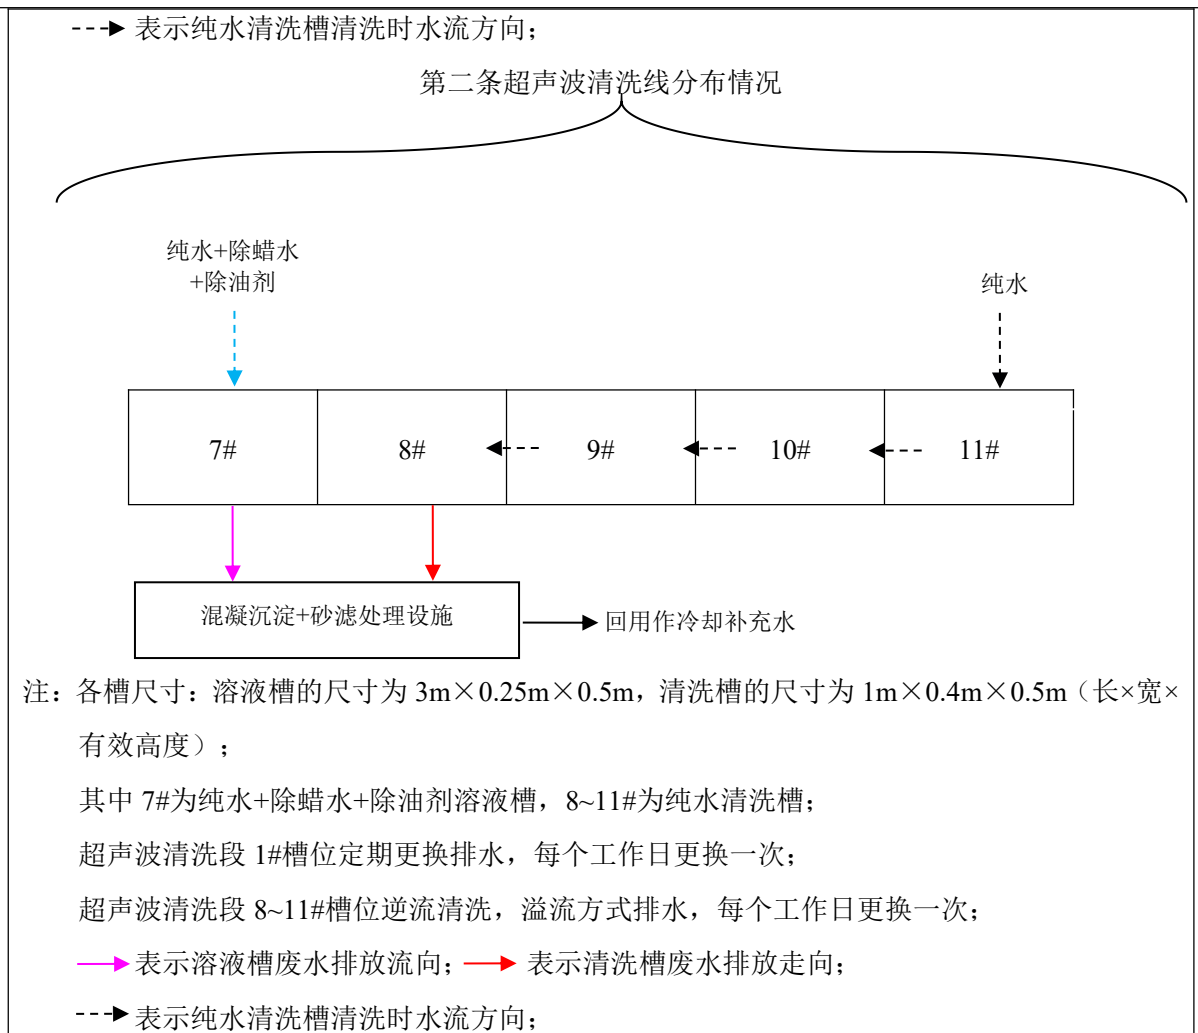 表示纯水清洗槽清洗时水流方向；
第二条超声波清洗线分布情况
纯水+除蜡水
+除油剂
纯水
7#
8#
9#
10#
11#
混凝沉淀+砂滤处理设施
回用作冷却补充水
注：各槽尺寸：溶液槽的尺寸为 3m×0.25m×0.5m，清洗槽的尺寸为 1m×0.4m×0.5m（长×宽×
有效高度）；
其中 7#为纯水+除蜡水+除油剂溶液槽，8~11#为纯水清洗槽；
超声波清洗段 1#槽位定期更换排水，每个工作日更换一次；
超声波清洗段 8~11#槽位逆流清洗，溢流方式排水，每个工作日更换一次；
表示溶液槽废水排放流向； 表示清洗槽废水排放走向；
表示纯水清洗槽清洗时水流方向；